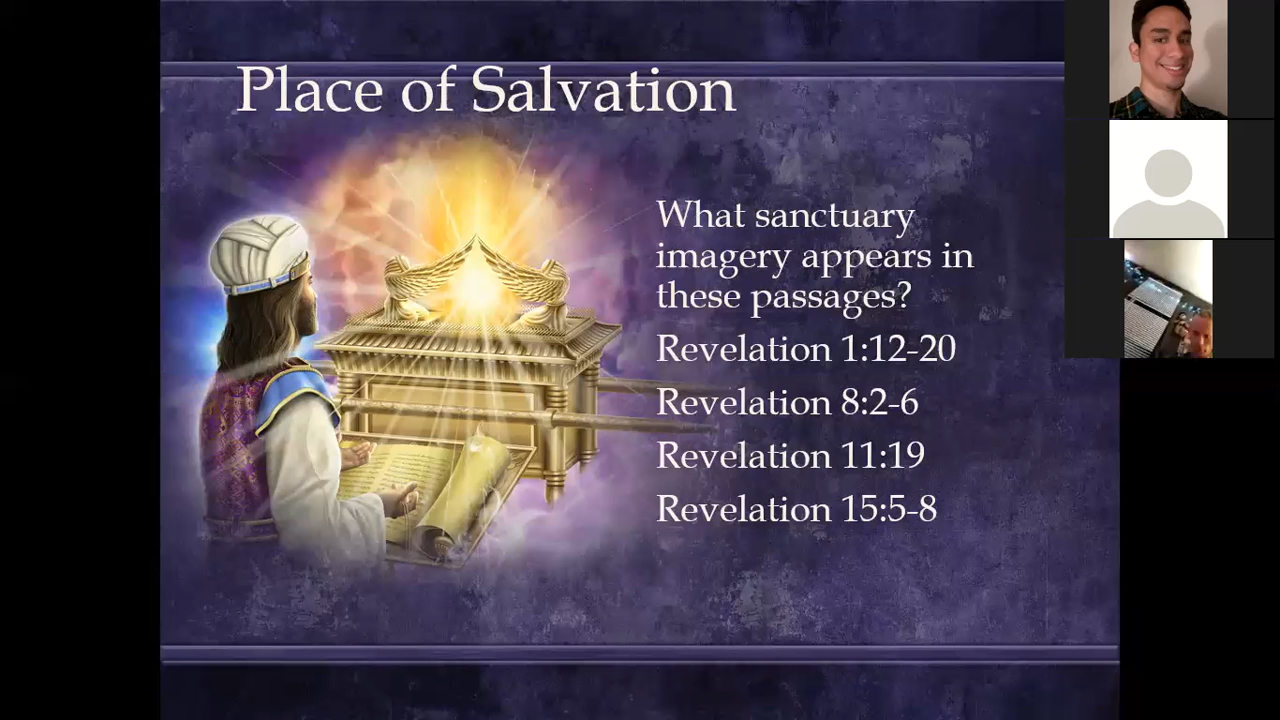 Place of Salvation
What sanctuary
imagery appears in
these passages?
Revelation 1:12-20
Revelation 8:2-6
Revelation 11:19
Revelation 15:5-8